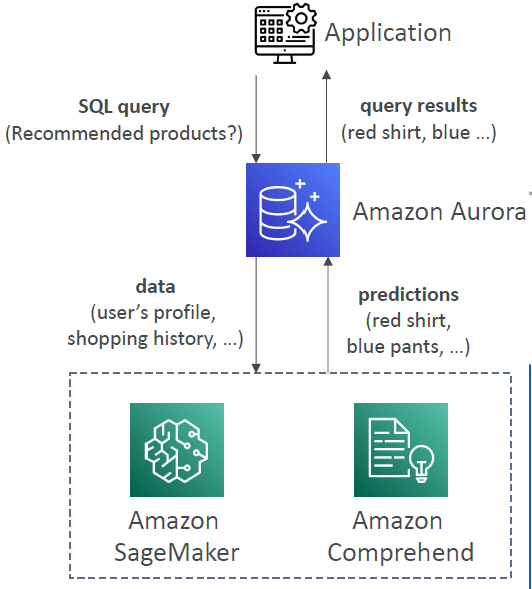 Application
SQL query
(Recommended products?)
query results
(red shirt, blue ...)
Amazon Aurora
data
(user's profile,
shopping history, ...)
predictions
(red shirt,
blue pants, ...)
Amazon
SageMaker
Amazon
Comprehend